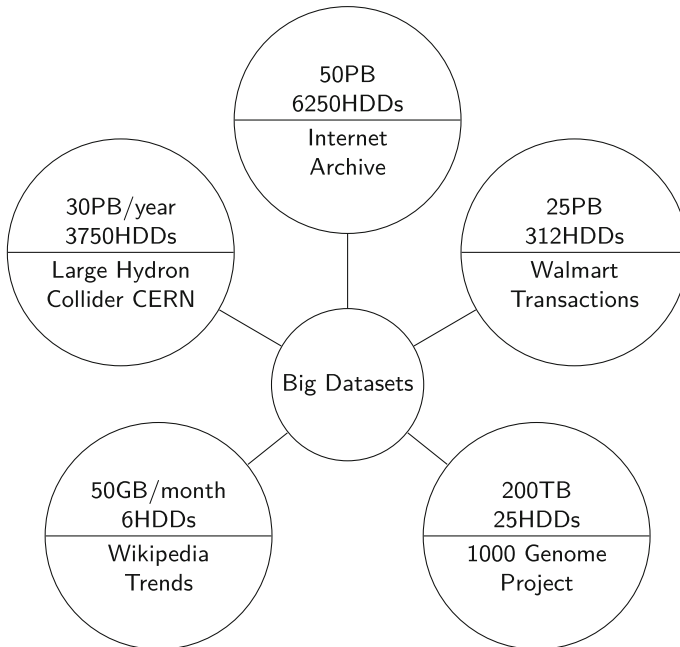 50PB
6250HDDs
Internet
Archive
30PB/year
3750HDDs
Large Hydron
Collider CERN
25PB
312HDDs
Walmart
Transactions
Big Datasets
50GB/month
6HDDs
Wikipedia
Trends
200TB
25HDDs
1000 Genome
Project